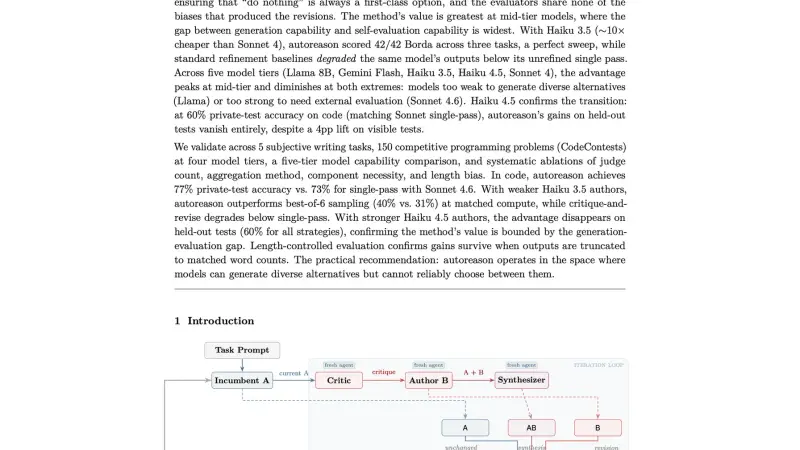 ensuring that "do nothing" is always a first-class option, and the evaluators share none of the
biases that produced the revisions. The method's value is greatest at mid-tier models, where the
gap between generation capability and self-evaluation capability is widest. With Haiku 3.5 (∼10×
cheaper than Sonnet 4), autoreason scored 42/42 Borda across three tasks, a perfect sweep, while
standard refinement baselines degraded the same model's outputs below its unrefined single pass.
Across five model tiers (Llama 8B, Gemini Flash, Haiku 3.5, Haiku 4.5, Sonnet 4), the advantage
peaks at mid-tier and diminishes at both extremes: models too weak to generate diverse alternatives
(Llama) or too strong to need external evaluation (Sonnet 4.6). Haiku 4.5 confirms the transition:
at 60% private-test accuracy on code (matching Sonnet single-pass), autoreason's gains on held-out
tests vanish entirely, despite a 4pp lift on visible tests.
We validate across 5 subjective writing tasks, 150 competitive programming problems (CodeContests)
at four model tiers, a five-tier model capability comparison, and systematic ablations of judge
count, aggregation method, component necessity, and length bias. In code, autoreason achieves
77% private-test accuracy vs. 73% for single-pass with Sonnet 4.6. With weaker Haiku 3.5 authors,
autoreason outperforms best-of-6 sampling (40% vs. 31%) at matched compute, while critique-and-
revise degrades below single-pass. With stronger Haiku 4.5 authors, the advantage disappears on
held-out tests (60% for all strategies), confirming the method's value is bounded by the generation-
evaluation gap. Length-controlled evaluation confirms gains survive when outputs are truncated
to matched word counts. The practical recommendation: autoreason operates in the space where
models can generate diverse alternatives but cannot reliably choose between them.
1 Introduction
Task Prompt
fresh agent fresh agent fresh agent ITERATION LOOP
Incumbent A current A Critic critique Author B A + B Synthesizer
A AB B
unchanged synthesis revision